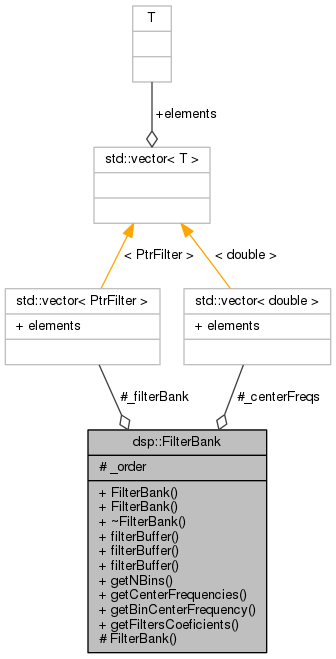 T
+elements
std::vector< T >
< PtrFilter >
< double >
std::vector< PtrFilter >
+ elements
std::vector< double >
+ elements
#_filterBank
#_centerFreqs
dsp::FilterBank
# _order
+ FilterBank()
+ FilterBank()
+ ~FilterBank()
+ filterBuffer()
+ filterBuffer()
+ filterBuffer()
+ getNBins()
+ getCenterFrequencies()
+ getBinCenterFrequency()
+ getFiltersCoeficients()
# FilterBank()